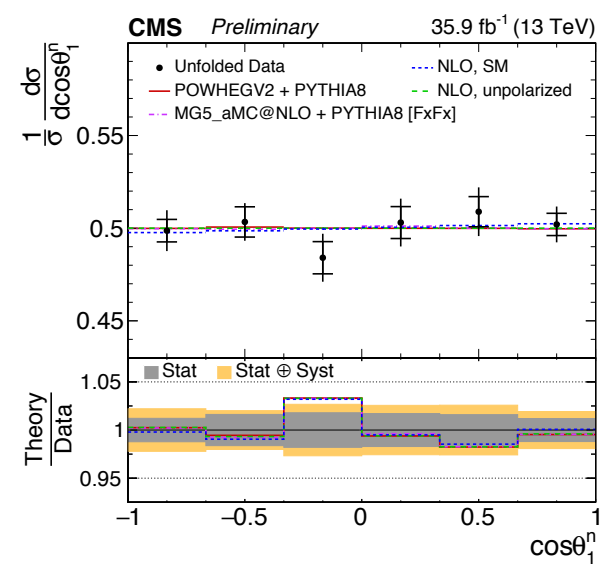 CMS Preliminary 35.9 fb⁻¹ (13 TeV)
1/σ dσ/dcosθ₁ⁿ
Unfolded Data
NLO, SM
POWHEGV2 + PYTHIA8
NLO, unpolarized
MG5_aMC@NLO + PYTHIA8 [FxFx]
0.55
0.5
0.45
Stat
Stat ⊕ Syst
Theory
Data
1.05
1
0.95
−1 −0.5 0 0.5 1
cosθ₁ⁿ